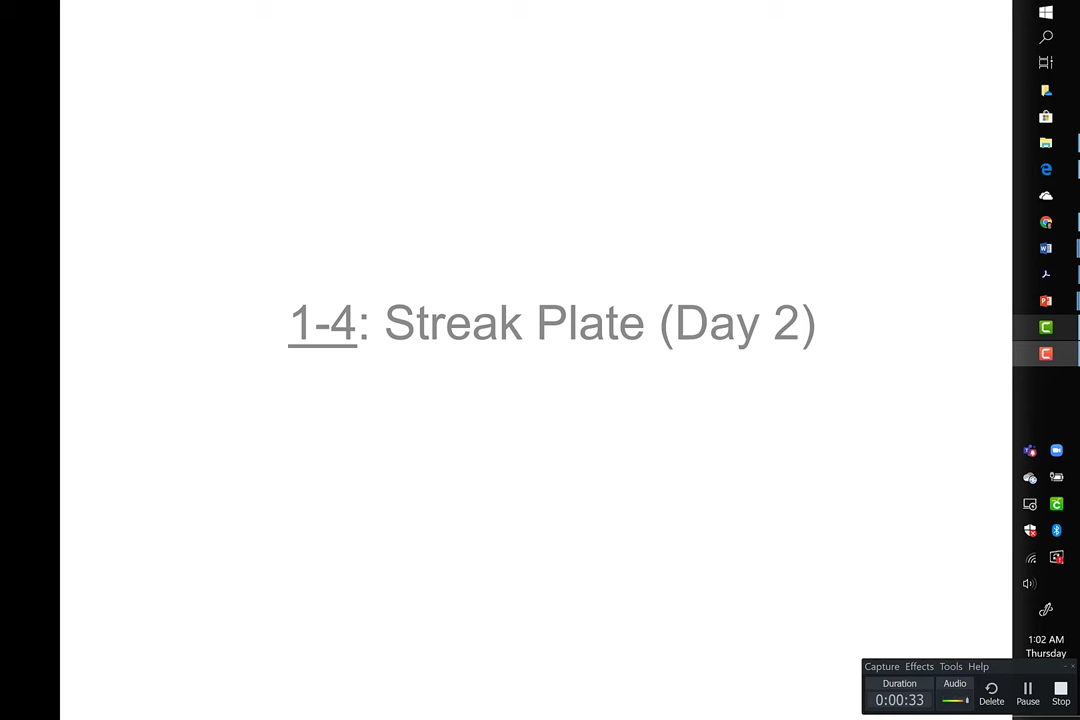 1-4: Streak Plate (Day 2)
1:02 AM
Thursday
Capture Effects Tools Help
Duration
0:00:33
Audio
Delete
Pause
Stop